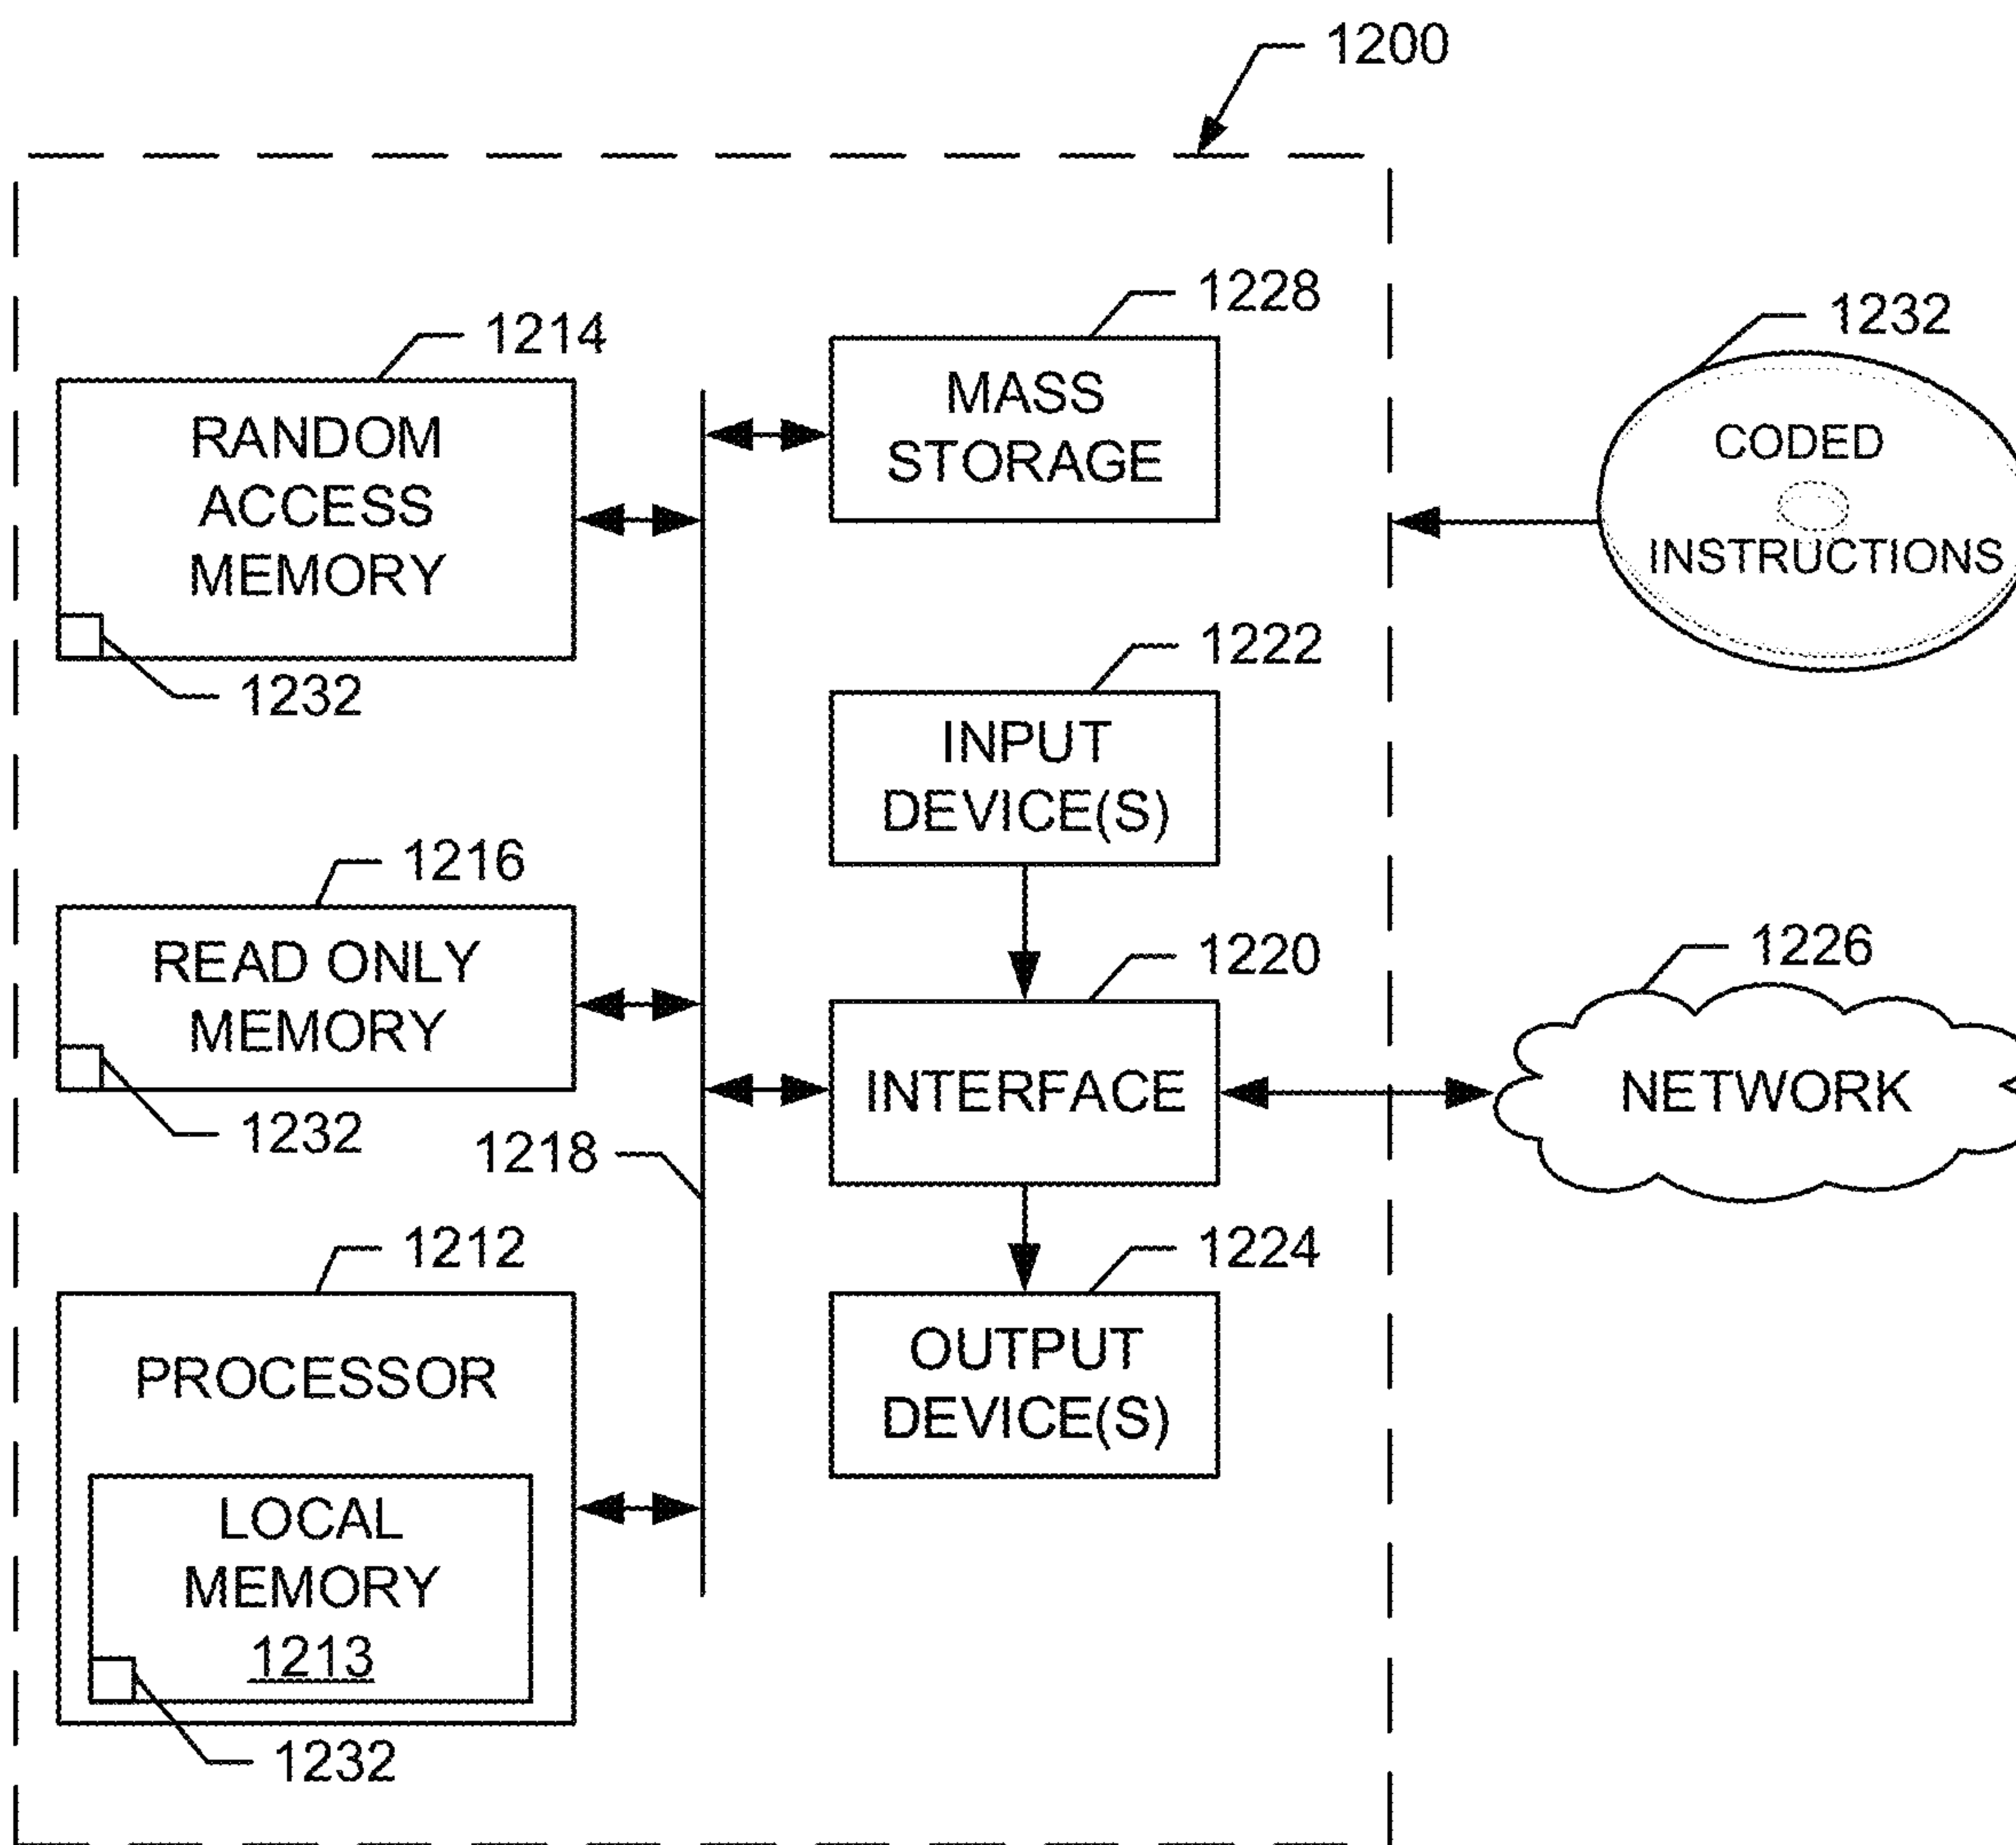 1200
1228
MASS
STORAGE
1214
RANDOM
ACCESS
MEMORY
1232
1232
CODED
INSTRUCTIONS
1222
INPUT
DEVICE(S)
1216
READ ONLY
MEMORY
1232
1218
1220
INTERFACE
1226
NETWORK
1212
PROCESSOR
LOCAL
MEMORY
1213
1232
1224
OUTPUT
DEVICE(S)